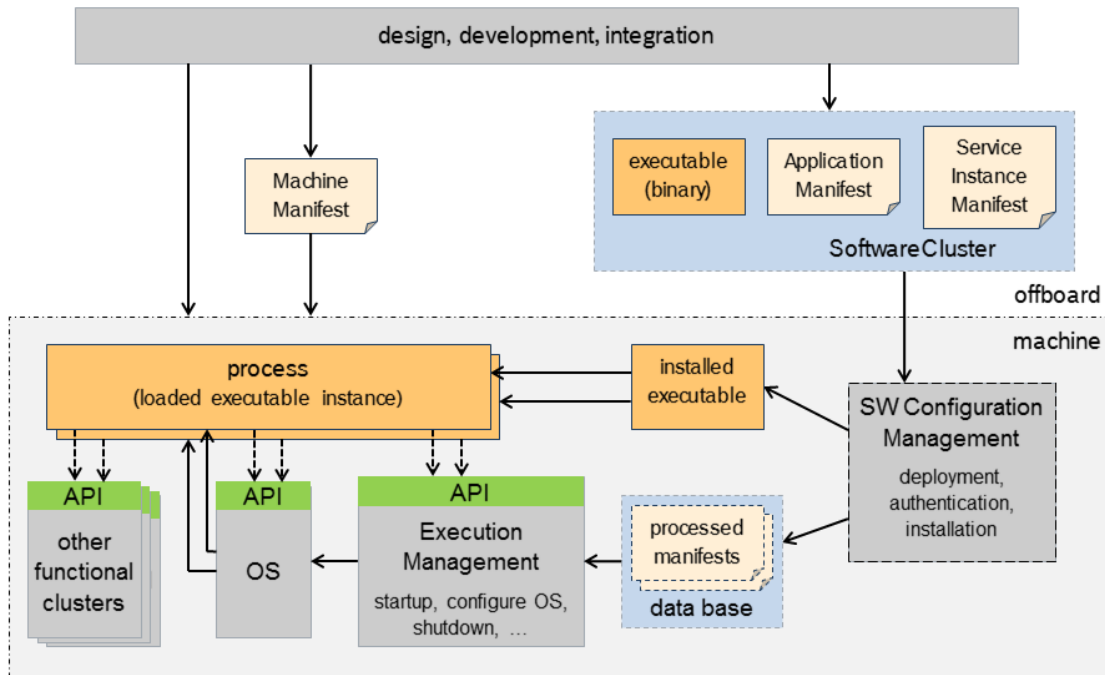 design, development, integration
Machine
Manifest
executable
(binary)
Application
Manifest
Service
Instance
Manifest
SoftwareCluster
offboard
machine
process
(loaded executable instance)
installed
executable
SW Configuration
Management
deployment,
authentication,
installation
API
other
functional
clusters
API
OS
API
Execution
Management
startup, configure OS,
shutdown, ...
processed
manifests
data base